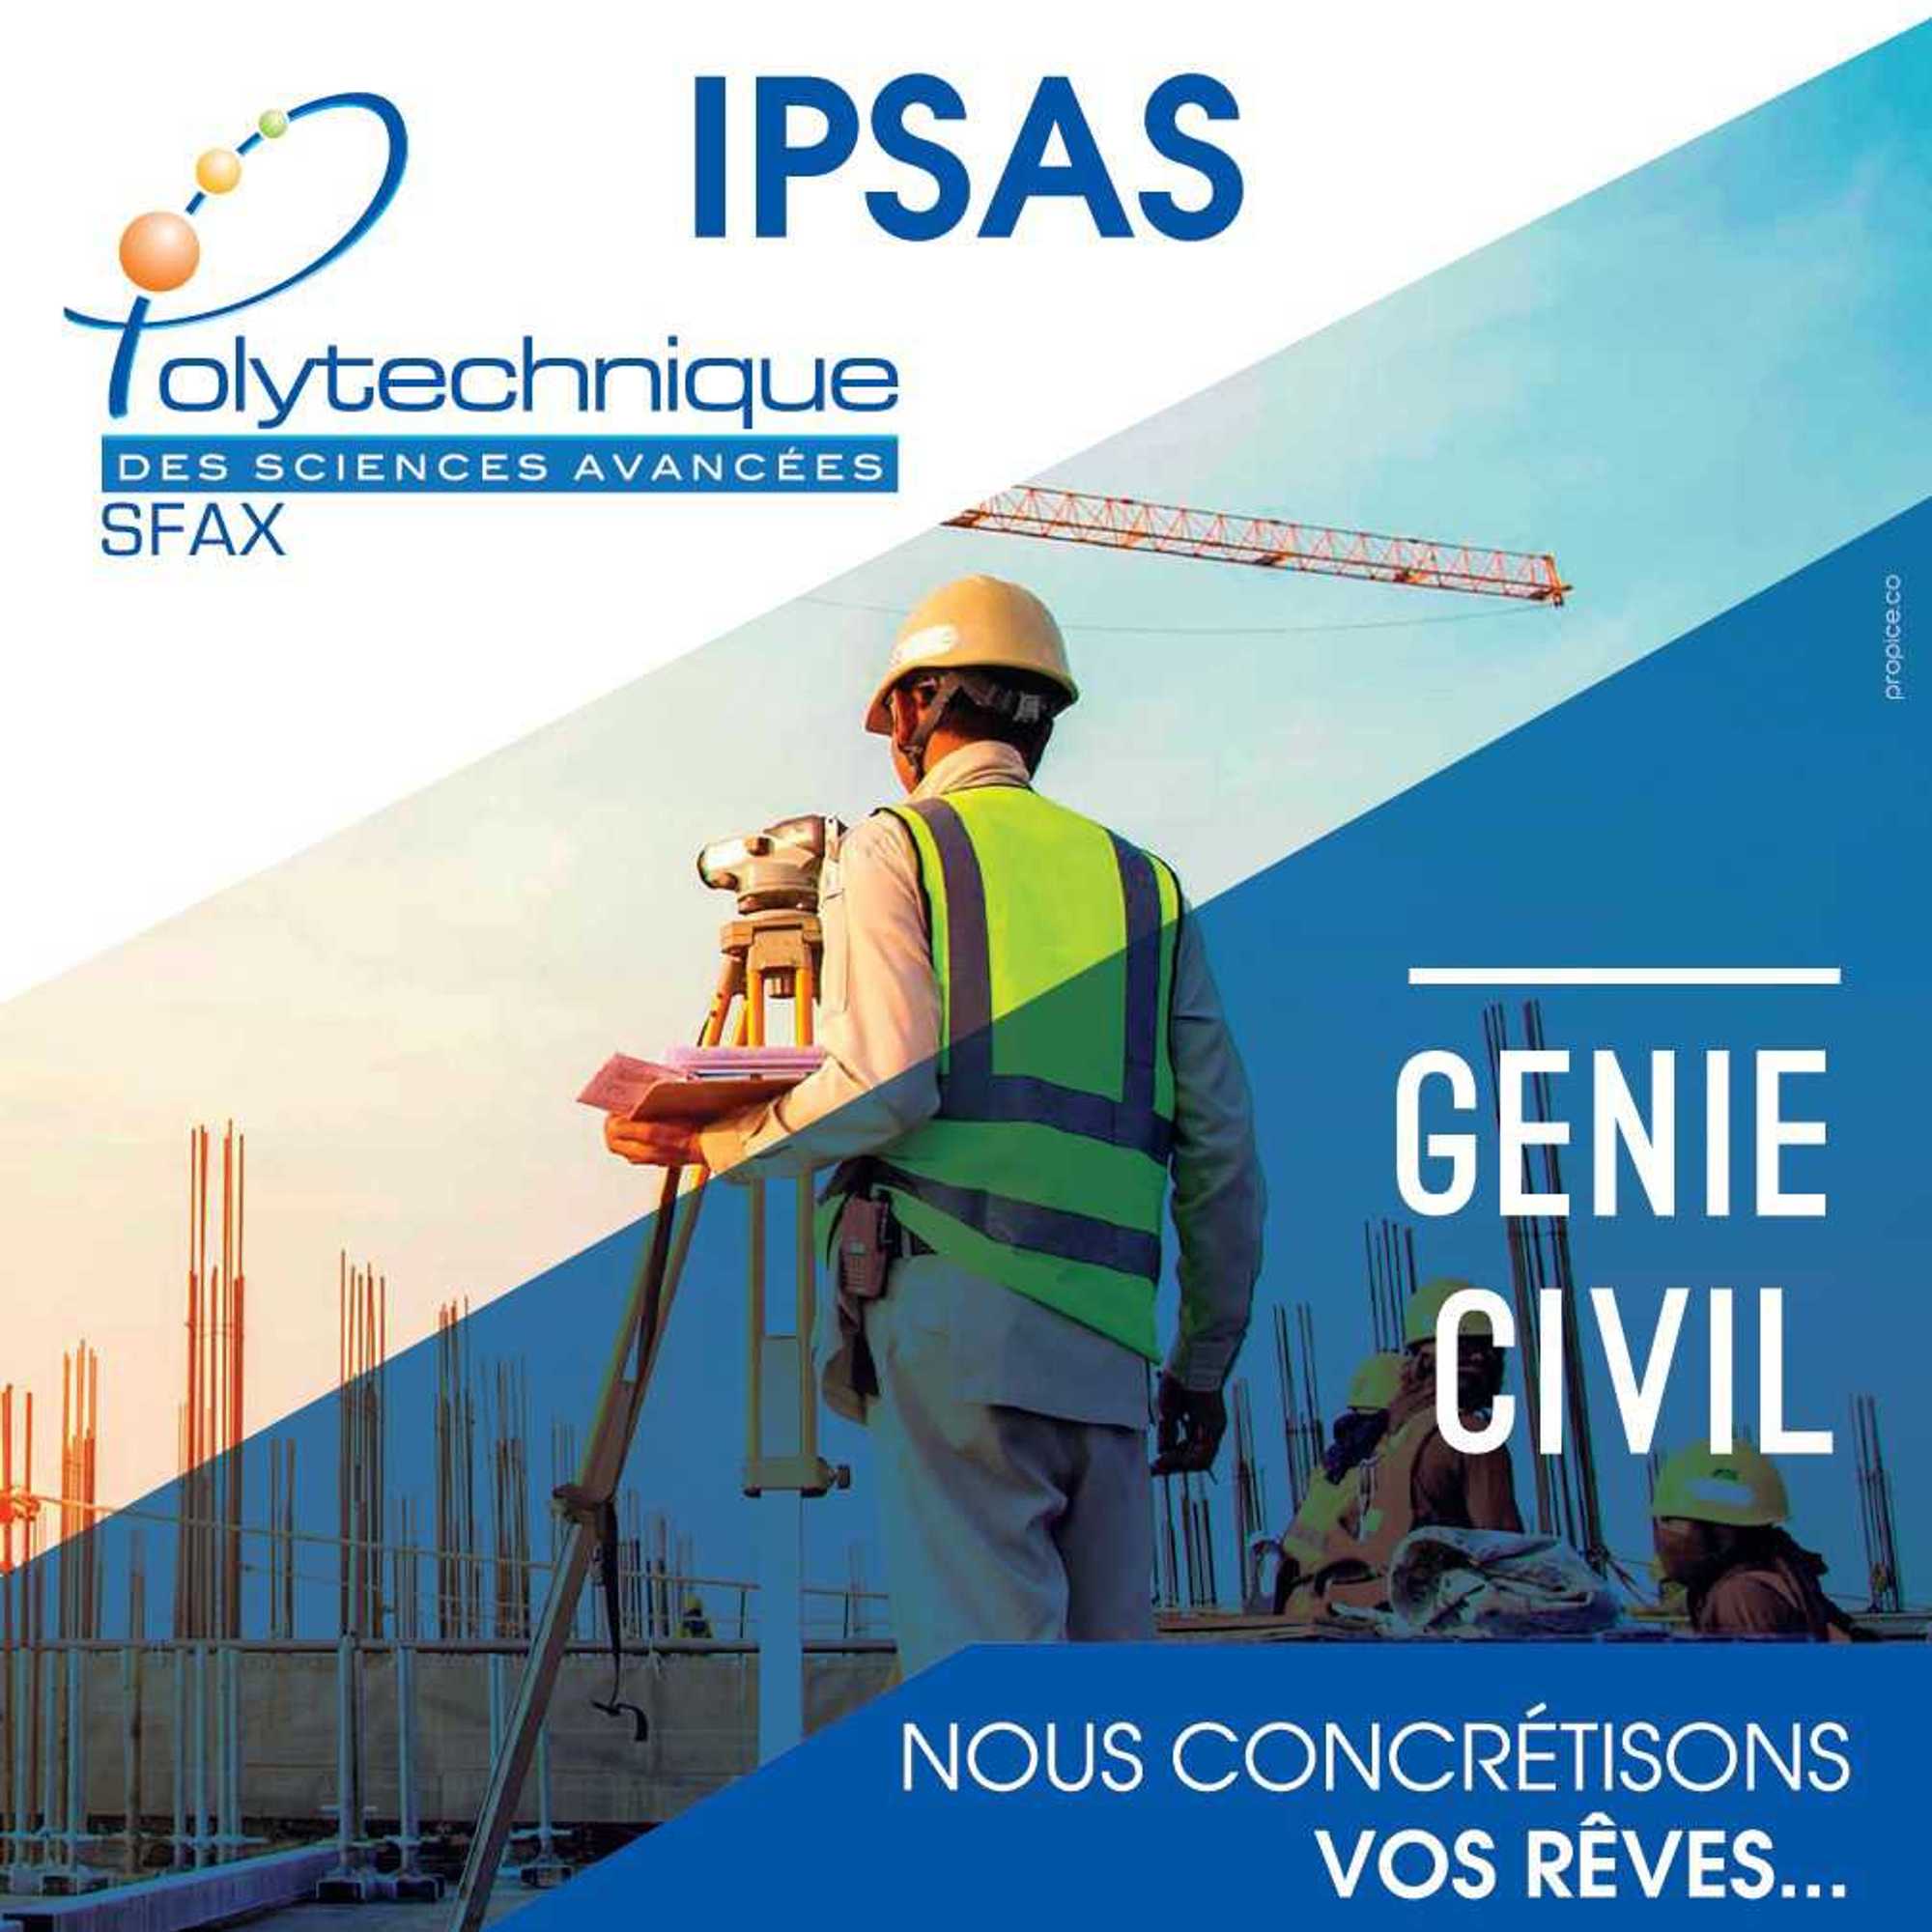 IPSAS
Polytechnique
DES SCIENCES AVANCÉES
SFAX
propice.co
GENIE
CIVIL
NOUS CONCRÉTISONS
VOS RÊVES...